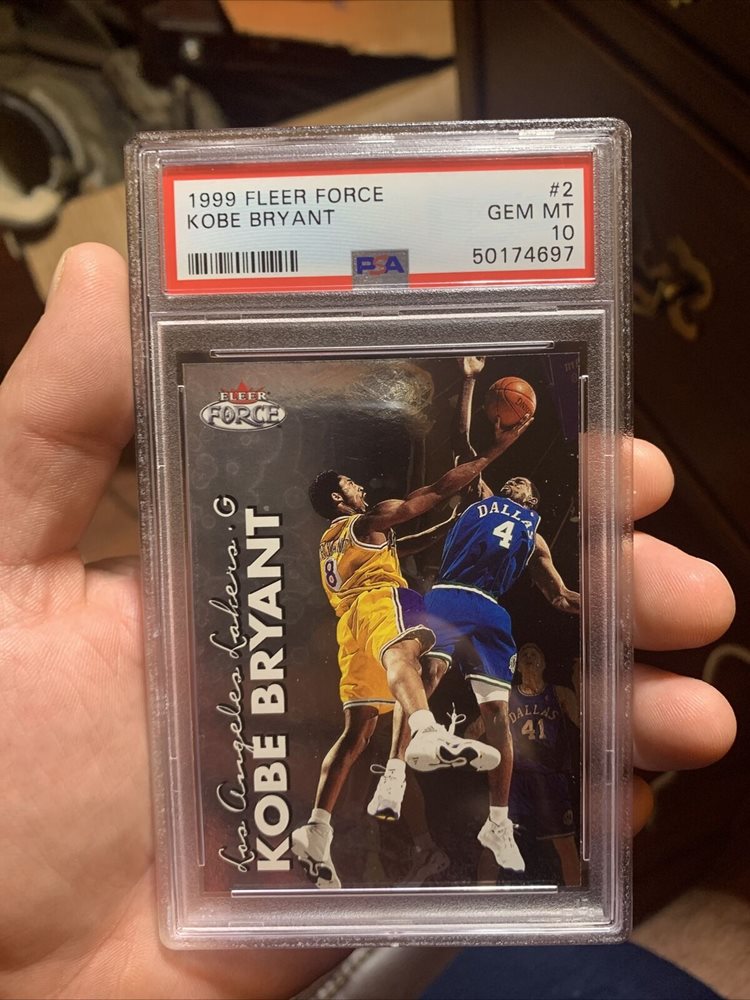 1999 FLEER FORCE #2
KOBE BRYANT GEM MT
10
50174697
PSA
FLEER
FORCE
Los Angeles Lakers · G
KOBE BRYANT
8
DALLAS
4
DALLAS
41